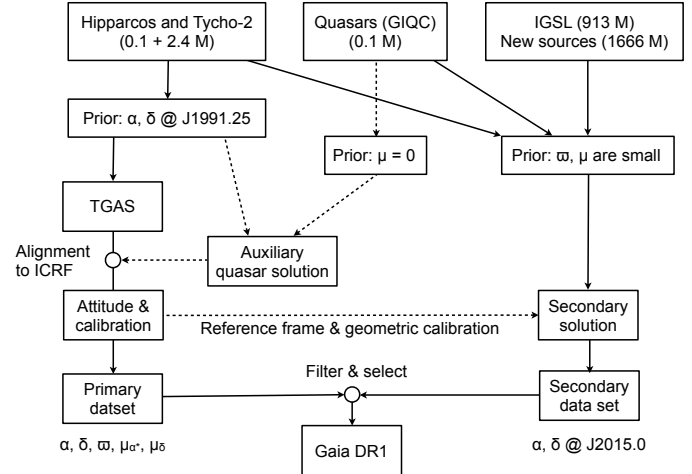 Hipparcos and Tycho-2
(0.1 + 2.4 M)
Quasars (GIQC)
(0.1 M)
IGSL (913 M)
New sources (1666 M)
Prior: α, δ @ J1991.25
Prior: μ = 0
Prior: ϖ, μ are small
TGAS
Alignment
to ICRF
Auxiliary
quasar solution
Attitude &
calibration
Reference frame & geometric calibration
Secondary
solution
Filter & select
Primary
datset
Secondary
data set
Gaia DR1
α, δ, ϖ, μα*, μδ
α, δ @ J2015.0